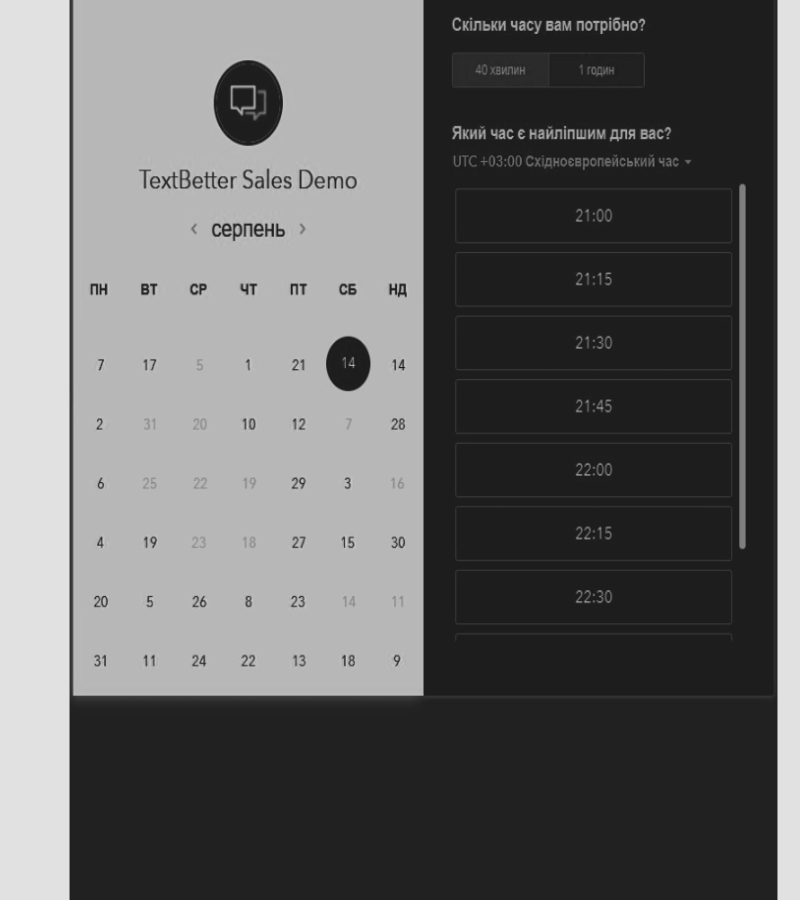 TextBetter Sales Demo
серпень
ПН ВТ СР ЧТ ПТ СБ НД
7 17 5 1 21 14 14
2 31 20 10 12 7 28
6 25 22 19 29 3 16
4 19 23 18 27 15 30
20 5 26 8 23 14 11
31 11 24 22 13 18 9
Скільки часу вам потрібно?
40 хвилин 1 годин
Який час є найліпшим для вас?
UTC +03:00 Східноєвропейський час
21:00
21:15
21:30
21:45
22:00
22:15
22:30